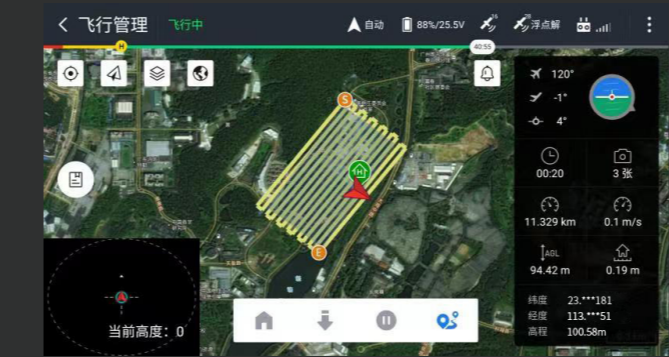 飞行管理 飞行中 自动 88%/25.5V 浮点解
H 40:55
120°
-1°
4°
00:20 3 张
11.329 km 0.1 m/s
AGL
94.42 m 0.19 m
纬度 23.***181
经度 113.***51
高程 100.58m
S
H
E
当前高度：0